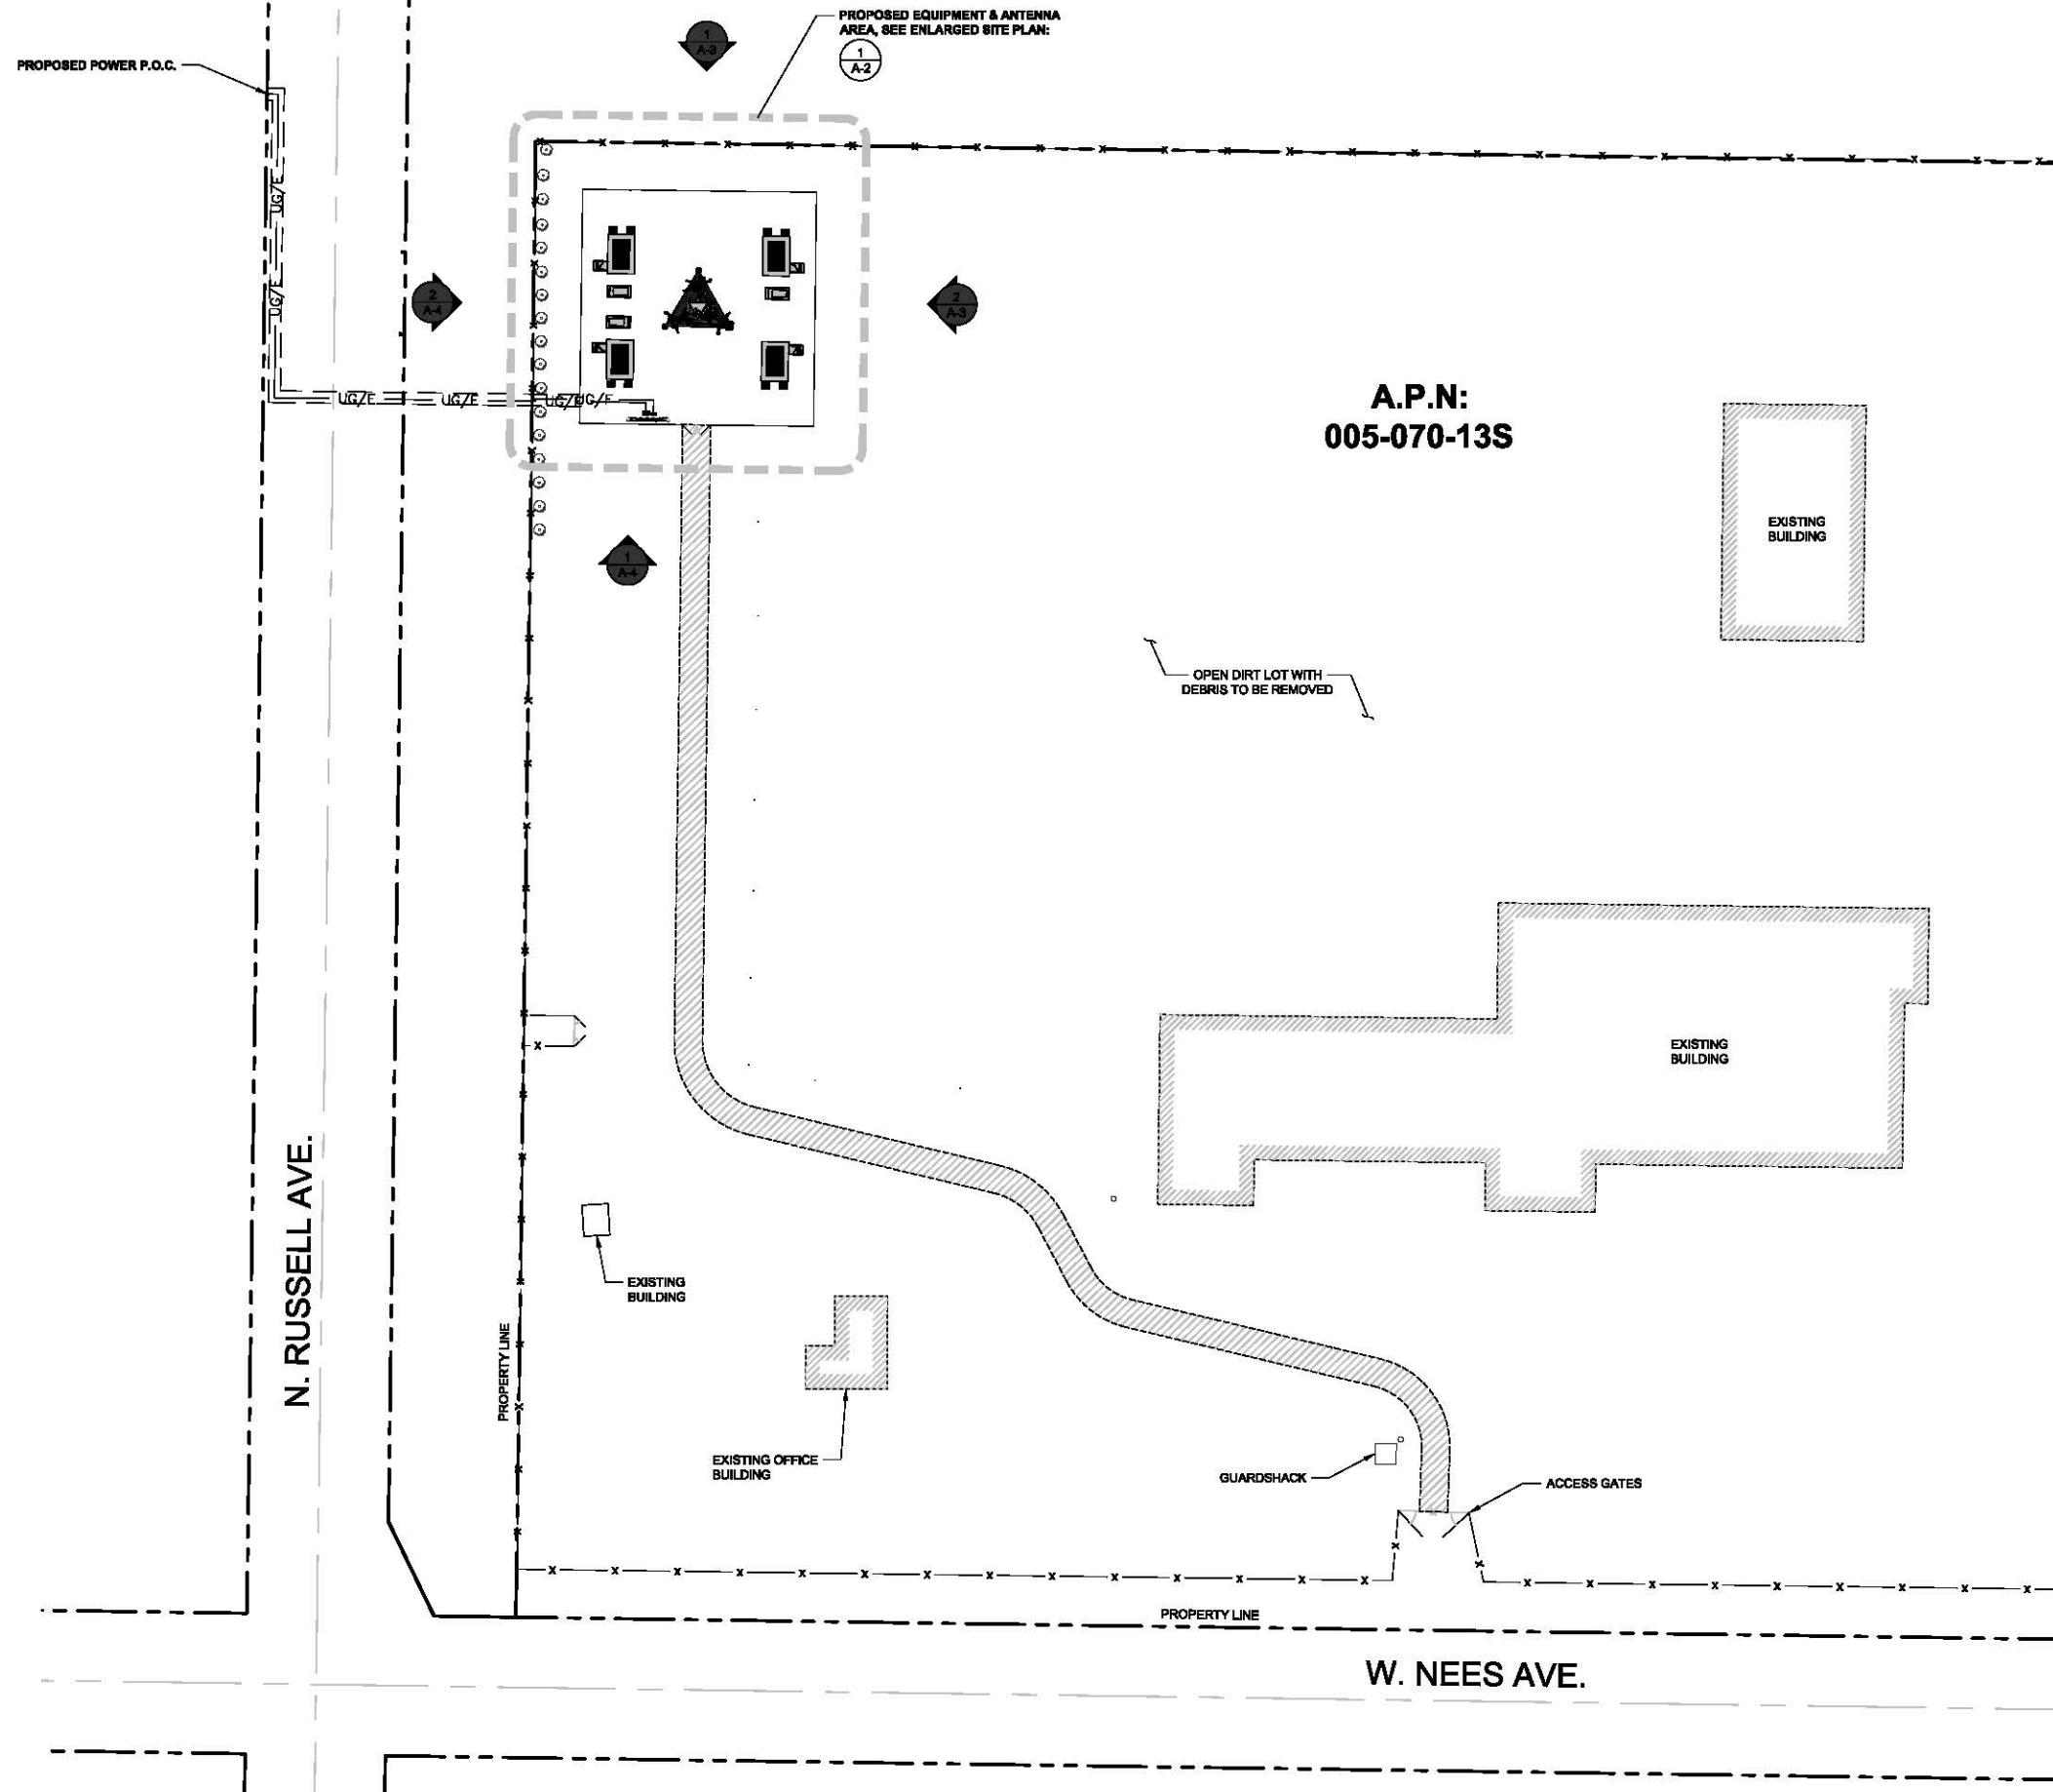 PROPOSED EQUIPMENT & ANTENNA
AREA, SEE ENLARGED SITE PLAN:
1
A-2
1
A-3
PROPOSED POWER P.O.C.
UG/E
UG/E
2
A-4
2
A-3
UG/E
UG/E
UG/E
UG/E
A.P.N:
005-070-13S
EXISTING
BUILDING
1
A-4
OPEN DIRT LOT WITH
DEBRIS TO BE REMOVED
EXISTING
BUILDING
N. RUSSELL AVE.
EXISTING
BUILDING
PROPERTY LINE
EXISTING OFFICE
BUILDING
GUARDSHACK
ACCESS GATES
PROPERTY LINE
W. NEES AVE.